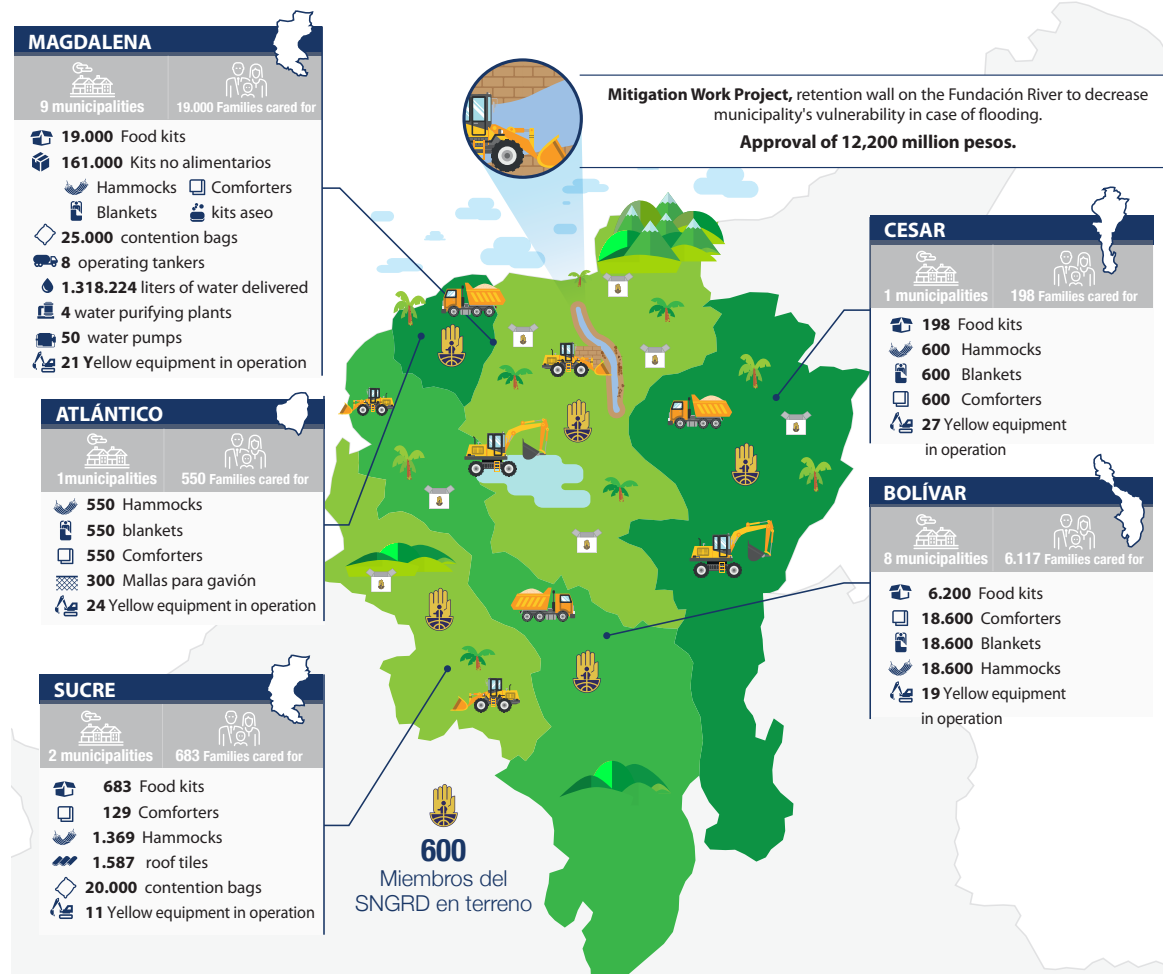 MAGDALENA
9 municipalities
19.000 Families cared for
19.000 Food kits
161.000 Kits no alimentarios
Hammocks Comforters
Blankets kits aseo
25.000 contention bags
8 operating tankers
1.318.224 liters of water delivered
4 water purifying plants
50 water pumps
21 Yellow equipment in operation
ATLÁNTICO
1municipalities
550 Families cared for
550 Hammocks
550 blankets
550 Comforters
300 Mallas para gavión
24 Yellow equipment in operation
SUCRE
2 municipalities
683 Families cared for
683 Food kits
129 Comforters
1.369 Hammocks
1.587 roof tiles
20.000 contention bags
11 Yellow equipment in operation
600
Miembros del
SNGRD en terreno
Mitigation Work Project, retention wall on the Fundación River to decrease
municipality's vulnerability in case of flooding.
Approval of 12,200 million pesos.
CESAR
1 municipalities
198 Families cared for
198 Food kits
600 Hammocks
600 Blankets
600 Comforters
27 Yellow equipment
in operation
BOLÍVAR
8 municipalities
6.117 Families cared for
6.200 Food kits
18.600 Comforters
18.600 Blankets
18.600 Hammocks
19 Yellow equipment
in operation